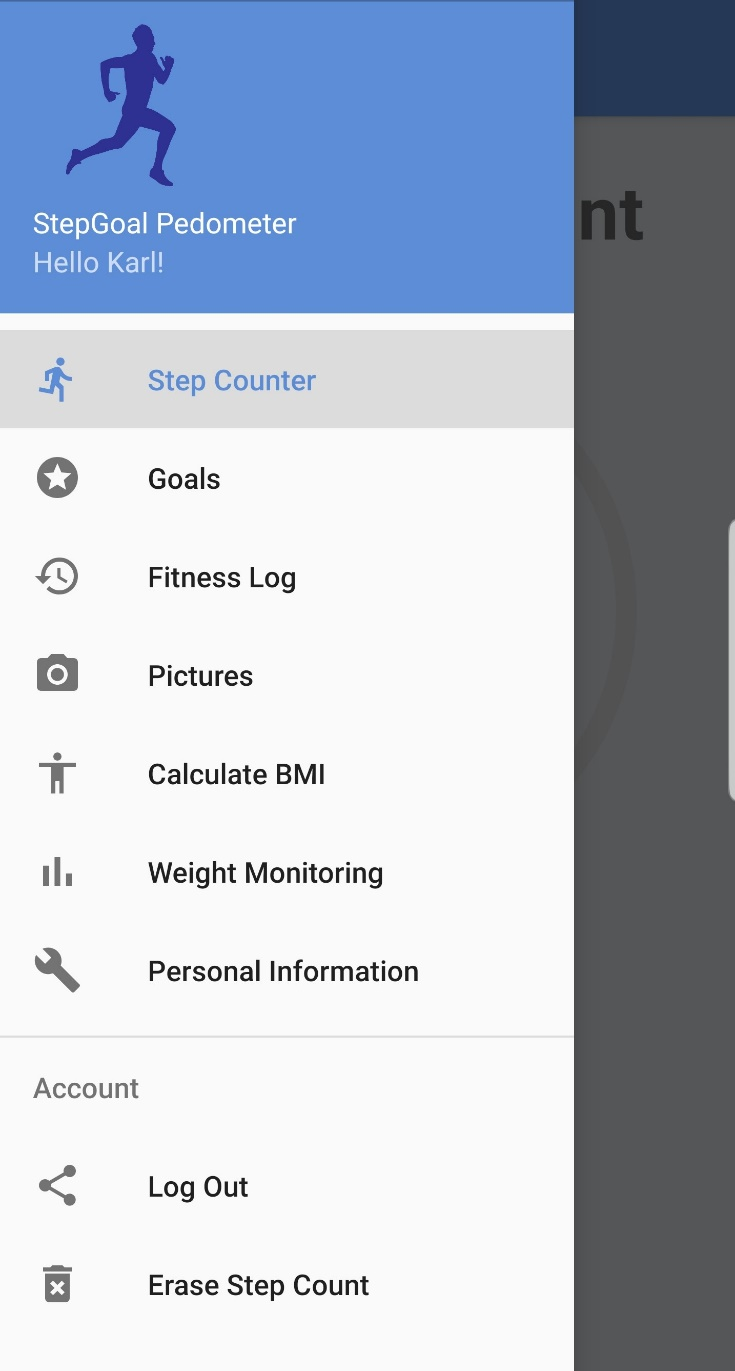 StepGoal Pedometer
Hello Karl!
Step Counter
Goals
Fitness Log
Pictures
Calculate BMI
Weight Monitoring
Personal Information
Account
Log Out
Erase Step Count
nt